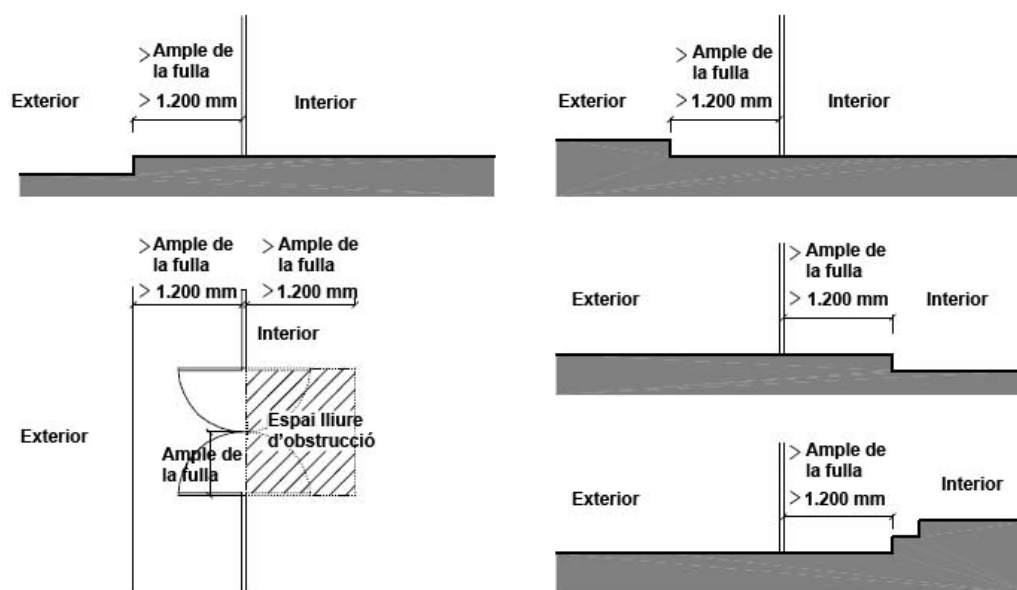 > Ample de
la fulla
> 1.200 mm
Exterior
Interior
> Ample de
la fulla
> 1.200 mm
Exterior
Interior
> Ample de
la fulla
> 1.200 mm
> Ample de
la fulla
> 1.200 mm
Interior
Exterior
Espai lliure
d'obstrucció
Ample de
la fulla
> Ample de
la fulla
> 1.200 mm
Exterior
Interior
> Ample de
la fulla
> 1.200 mm
Exterior
Interior